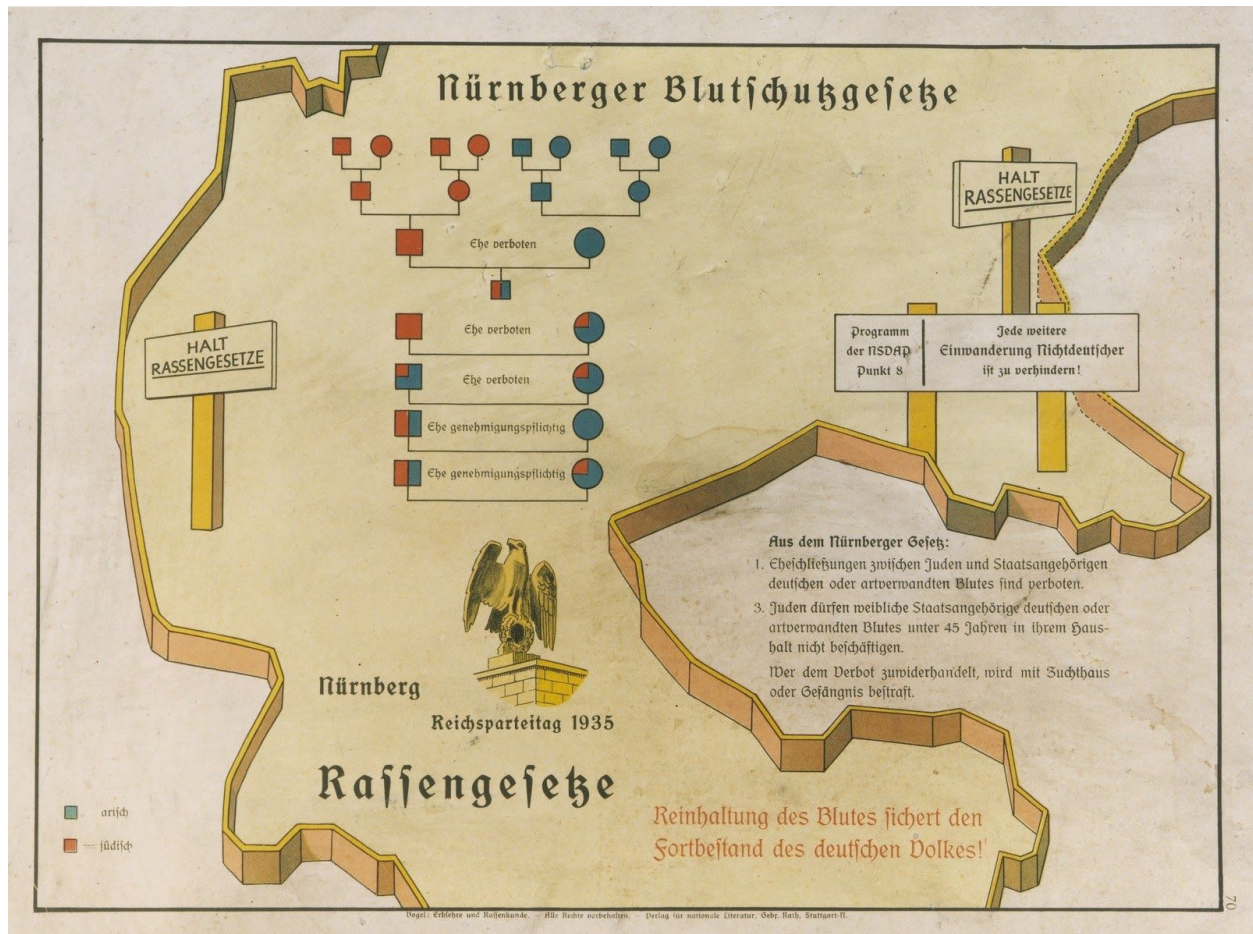 Nürnberger Blutschutzgesetze
Ehe verboten
Ehe verboten
Ehe verboten
Ehe genehmigungspflichtig
Ehe genehmigungspflichtig
HALT
RASSENGESETZE
HALT
RASSENGESETZE
Programm
der NSDAP
Punkt 8
Jede weitere
Einwanderung Nichtdeutscher
ist zu verhindern!
Aus dem Nürnberger Gesetz:
1. Eheschließungen zwischen Juden und Staatsangehörigen
deutschen oder artverwandten Blutes sind verboten.
3. Juden dürfen weibliche Staatsangehörige deutschen oder
artverwandten Blutes unter 45 Jahren in ihrem Haus-
halt nicht beschäftigen.
Wer dem Verbot zuwiderhandelt, wird mit Zuchthaus
oder Gefängnis bestraft.
Nürnberg
Reichsparteitag 1935
Rassengesetze
Reinhaltung des Blutes sichert den
Fortbestand des deutschen Volkes!
arisch
= jüdisch
Vogel: Erblehre und Rassenkunde. — Alle Rechte vorbehalten. — Verlag für nationale Literatur, Gebr. Rath, Stuttgart-N.
70